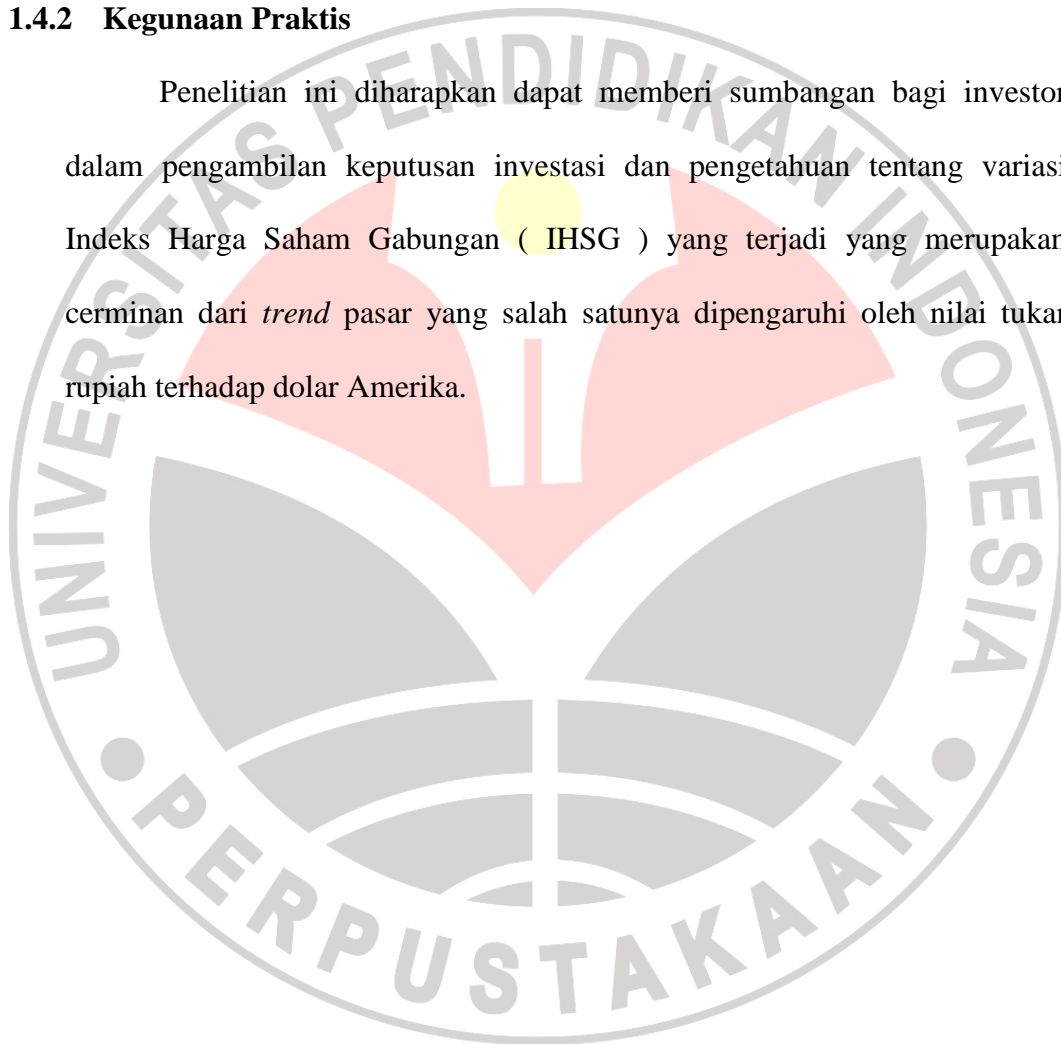 1.4.2 Kegunaan Praktis
Penelitian ini diharapkan dapat memberi sumbangan bagi investor
dalam pengambilan keputusan investasi dan pengetahuan tentang variasi
Indeks Harga Saham Gabungan ( IHSG ) yang terjadi yang merupakan
cerminan dari trend pasar yang salah satunya dipengaruhi oleh nilai tukar
rupiah terhadap dolar Amerika.
UNIVERSITAS PENDIDIKAN INDONESIA
PERPUSTAKAAN